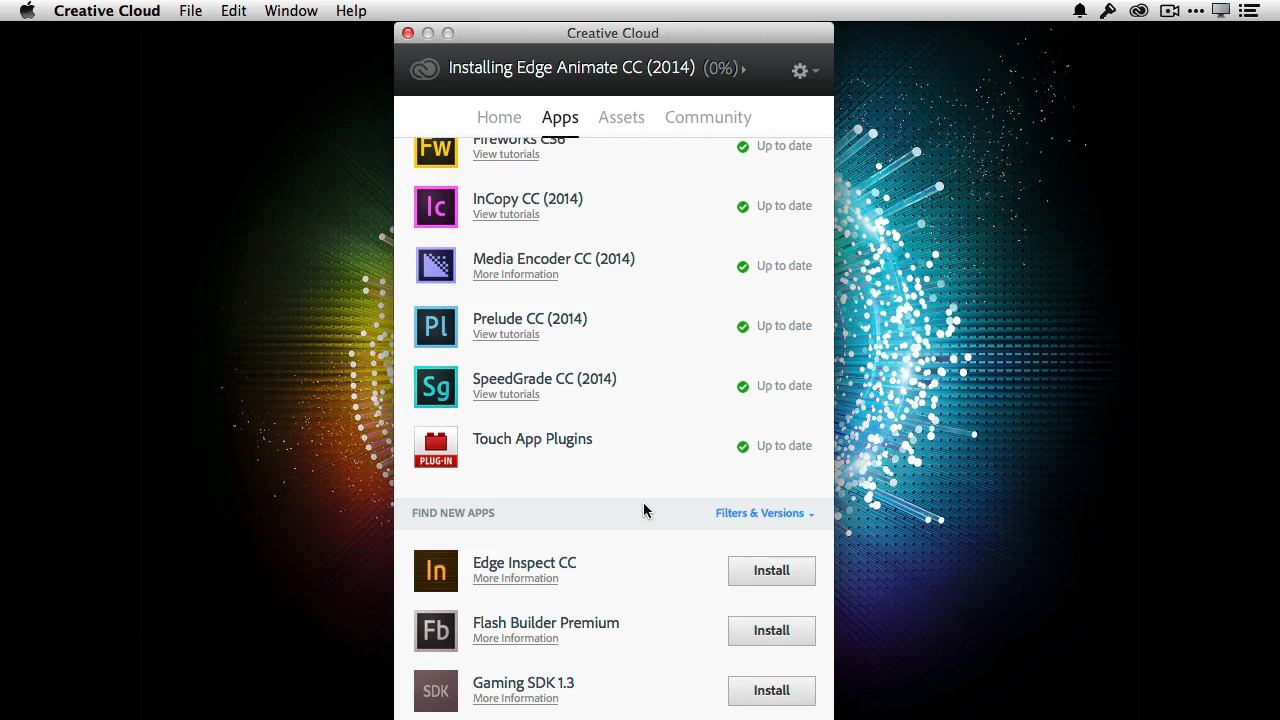 Creative Cloud File Edit Window Help
Creative Cloud
Installing Edge Animate CC (2014) (0%)
Home Apps Assets Community
Fw Fireworks CS6 Up to date
View tutorials
Ic InCopy CC (2014) Up to date
View tutorials
Media Encoder CC (2014) Up to date
More Information
Pl Prelude CC (2014) Up to date
View tutorials
Sg SpeedGrade CC (2014) Up to date
View tutorials
Touch App Plugins Up to date
PLUG-IN
FIND NEW APPS Filters & Versions
In Edge Inspect CC Install
More Information
Fb Flash Builder Premium Install
More Information
SDK Gaming SDK 1.3 Install
More Information